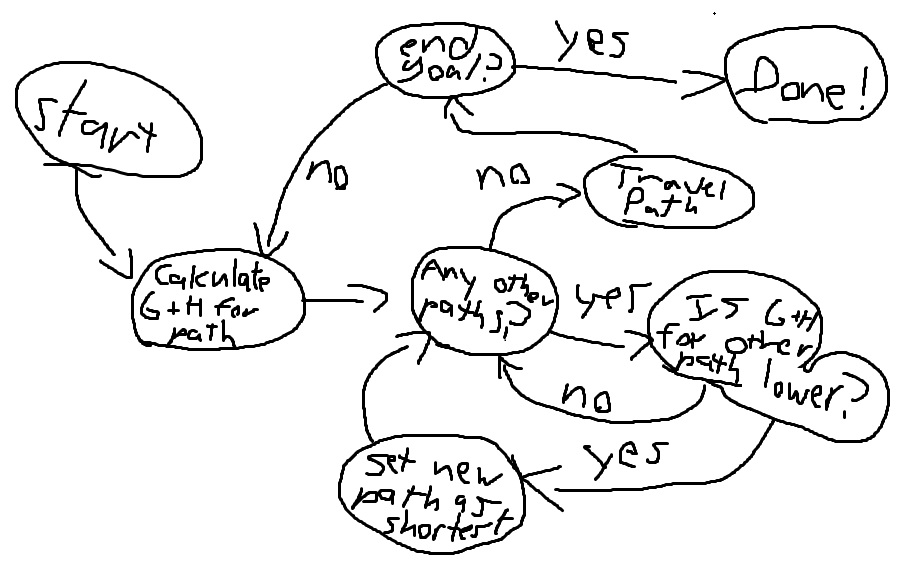 start
end
goal?
yes
Done!
no
no
Travel
Path
Calculate
G+H for
path
Any other
paths?
yes
Is G+H
for other
path lower?
no
yes
Set new
path as
shortest